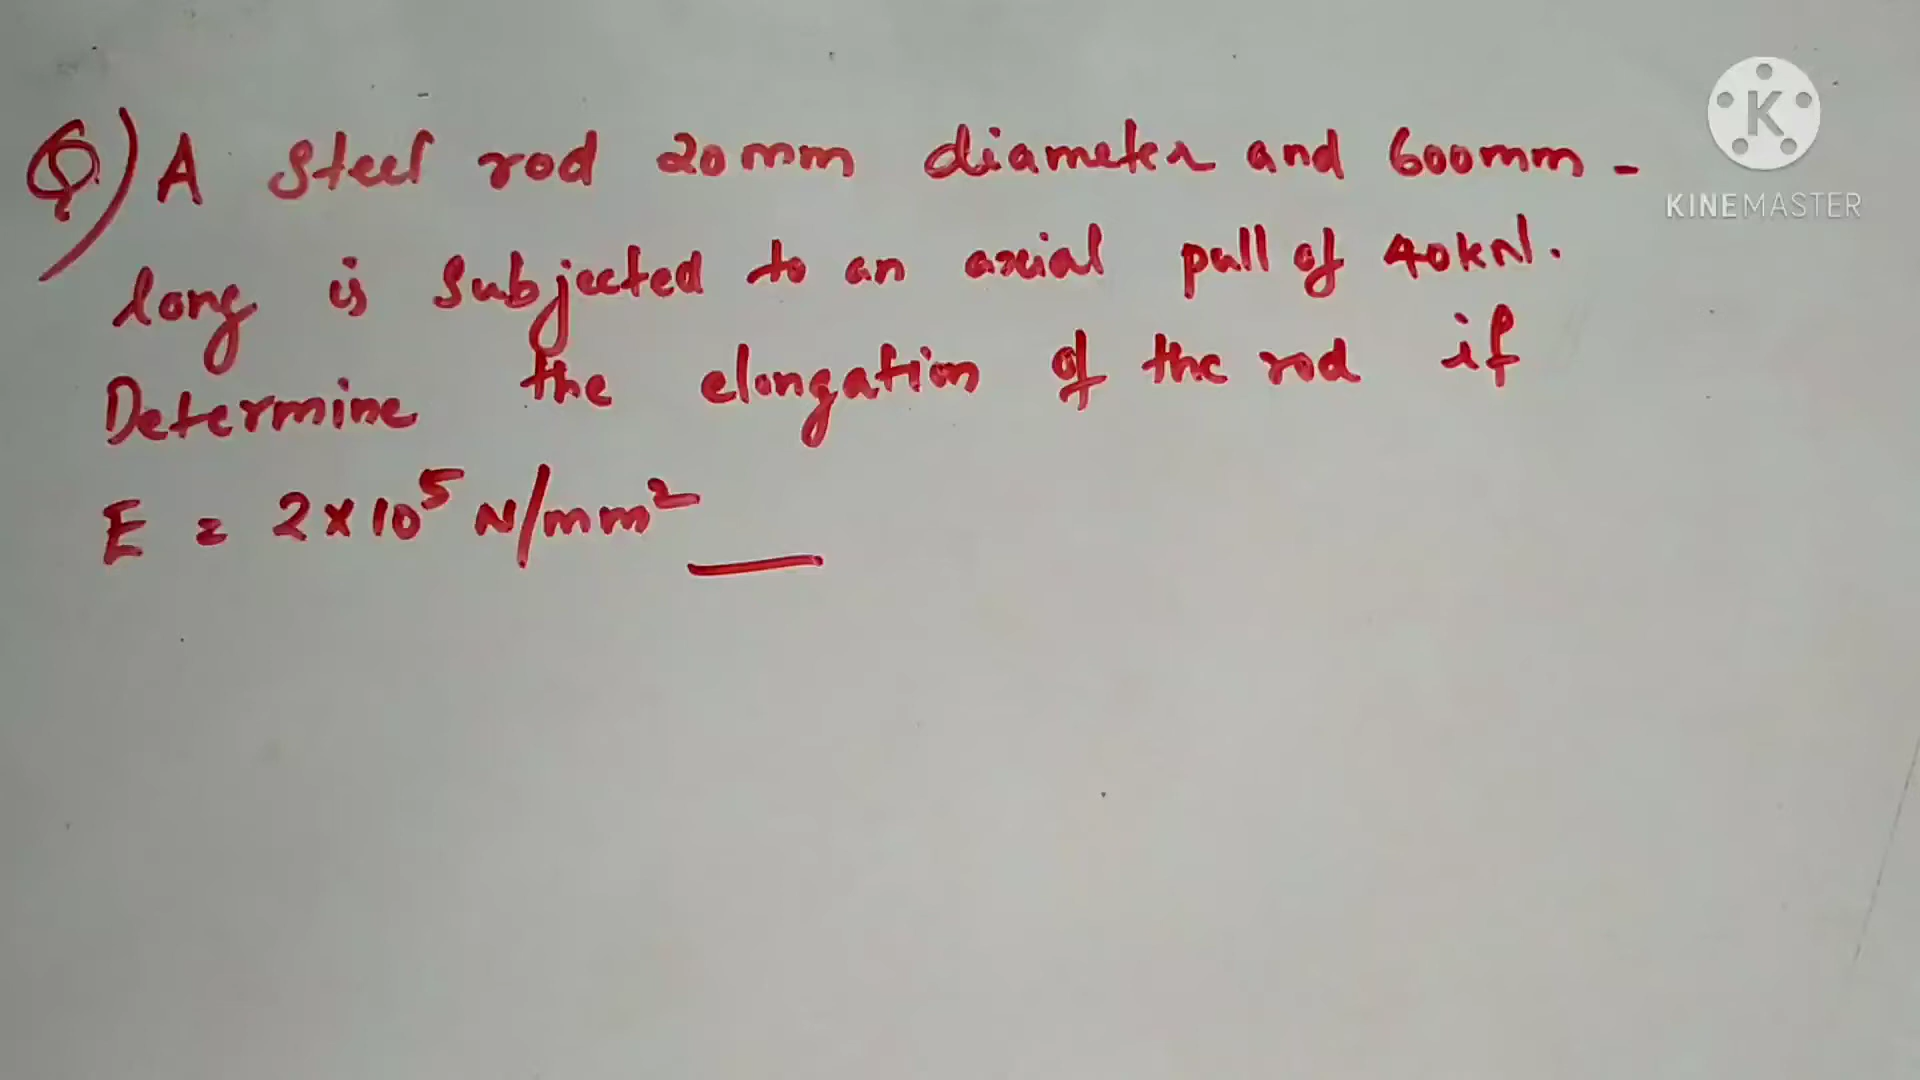 Q) A steel rod 20mm diameter and 600mm -
long is subjected to an axial pull of 40kN.
Determine the elongation of the rod if
E = 2×10⁵ N/mm²
K
KINEMASTER